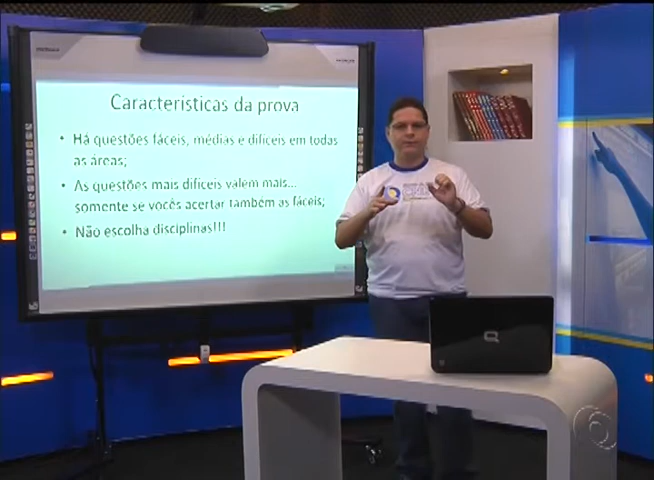 Características da prova
• Há questões fáceis, médias e difíceis em todas
as áreas;
• As questões mais difíceis valem mais...
somente se vocês acertar também as fáceis;
• Não escolha disciplinas!!!